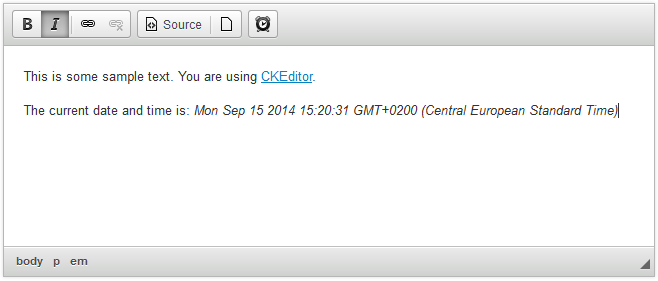 B I Source
This is some sample text. You are using CKEditor.
The current date and time is: Mon Sep 15 2014 15:20:31 GMT+0200 (Central European Standard Time)
body p em